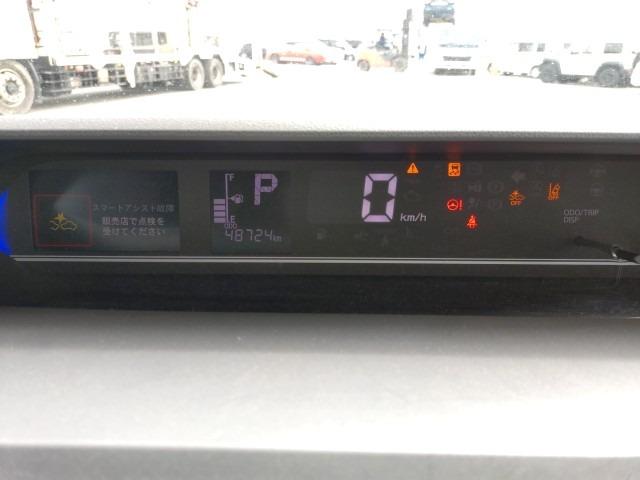 スマートアシスト故障
販売店で点検を
受けてください
F
P
E
ODO
48724km
0 km/h
OFF
OFF
ODO/TRIP
DISP